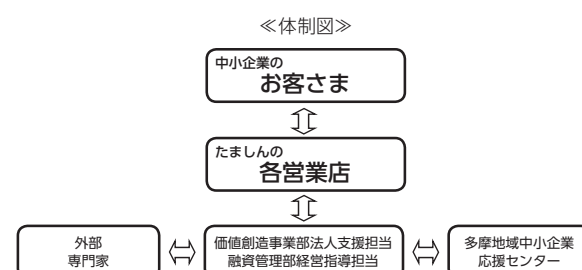 ≪体制図≫
中小企業の
お客さま
たましんの
各営業店
外部
専門家
価値創造事業部法人支援担当
融資管理部経営指導担当
多摩地域中小企業
応援センター